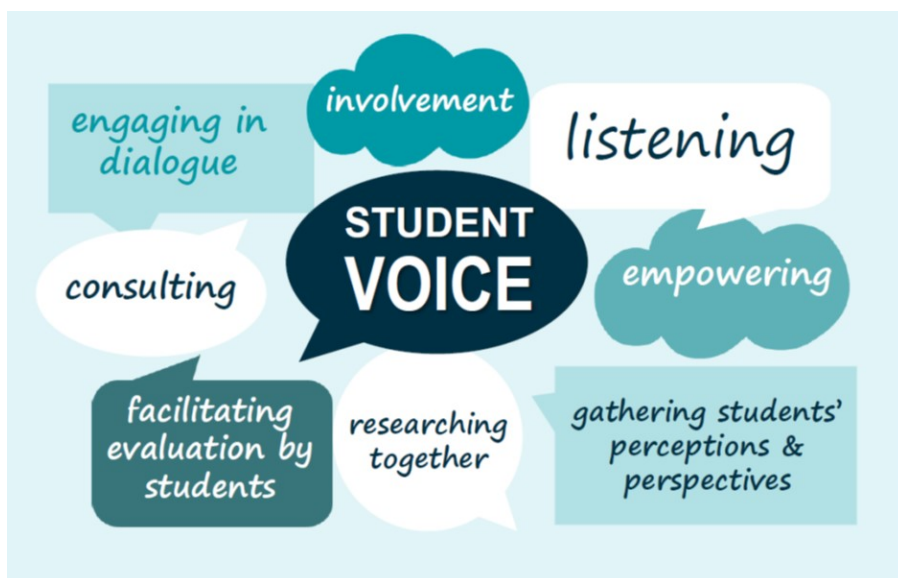 involvement
engaging in
dialogue
listening
STUDENT
VOICE
consulting
empowering
facilitating
evaluation by
students
researching
together
gathering students’
perceptions &
perspectives